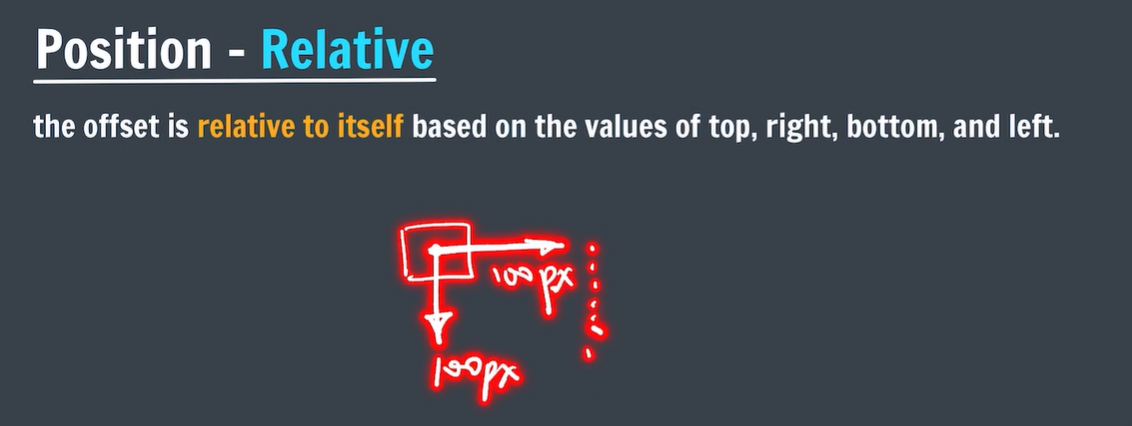 Position - Relative
the offset is relative to itself based on the values of top, right, bottom, and left.
100px
100px